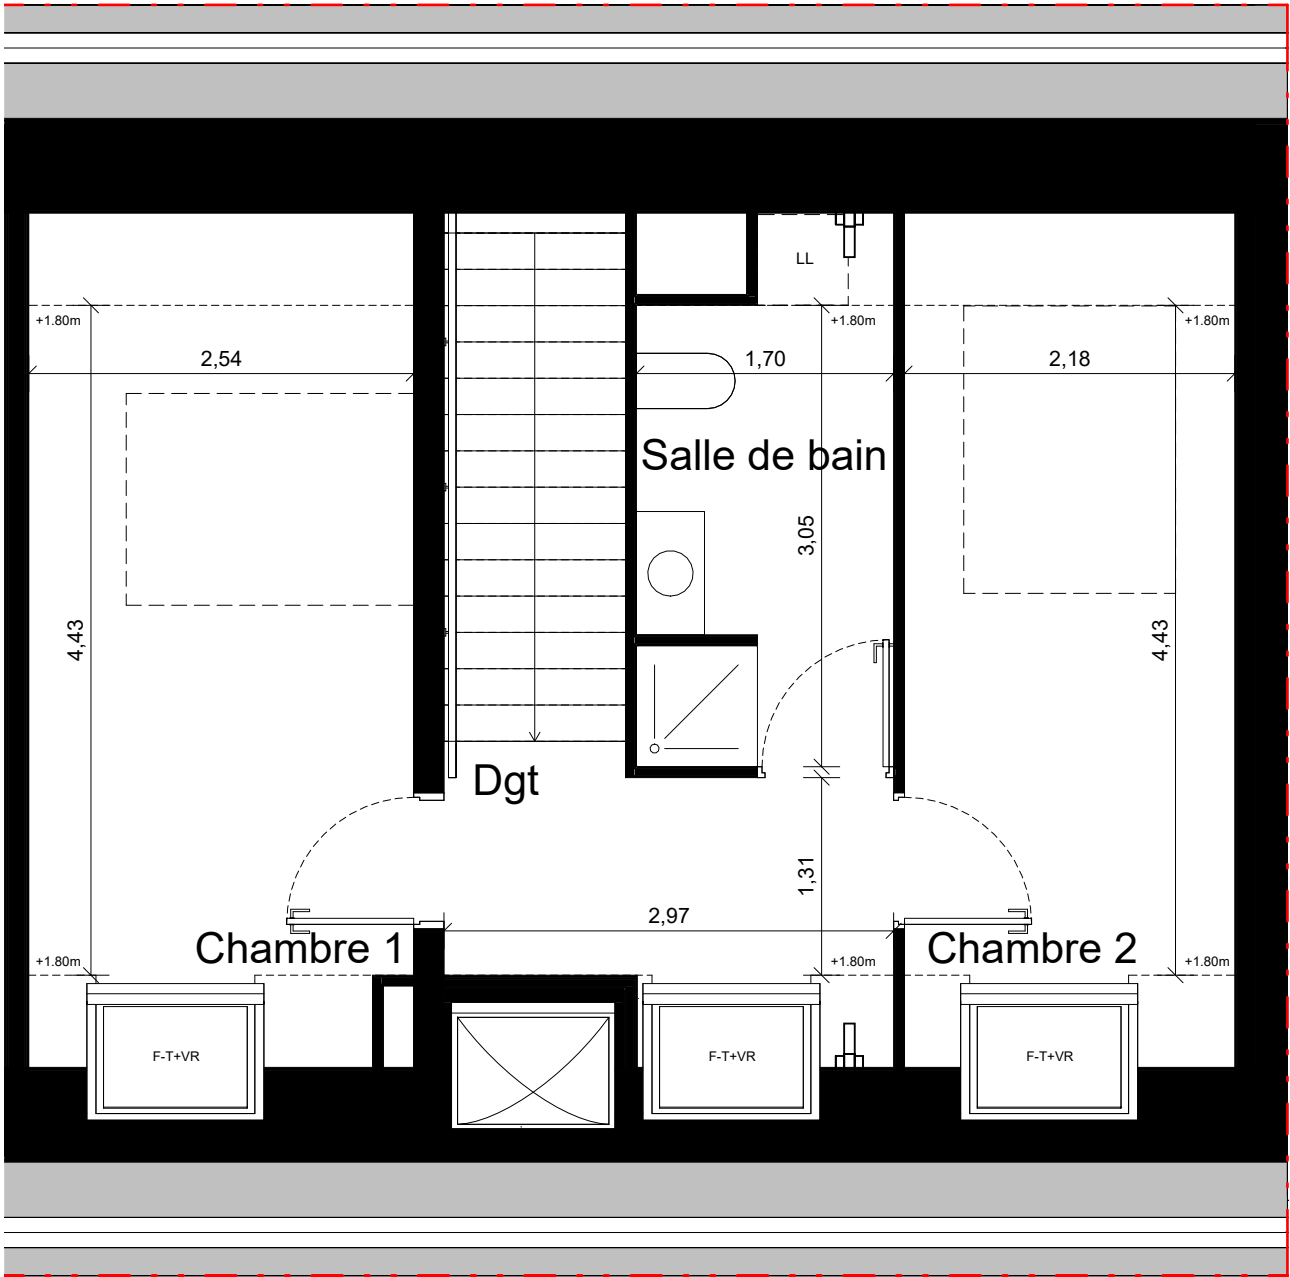 LL
+1.80m
+1.80m
+1.80m
2,54
1,70
2,18
Salle de bain
3,05
4,43
4,43
Dgt
1,31
2,97
Chambre 1
Chambre 2
+1.80m
+1.80m
+1.80m
F-T+VR
F-T+VR
F-T+VR